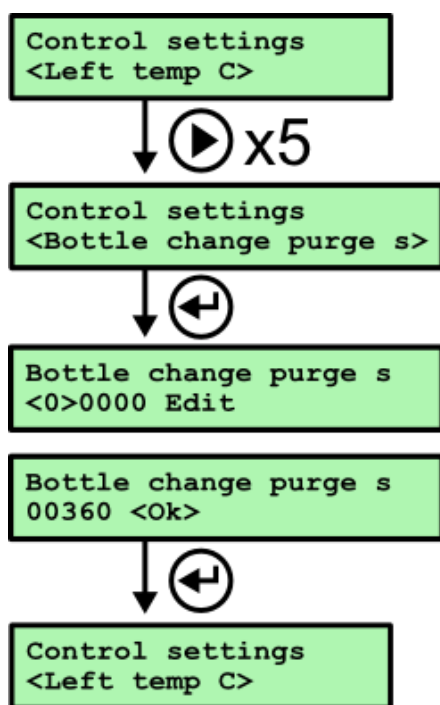 Control settings
<Left temp C>
x5
Control settings
<Bottle change purge s>
Bottle change purge s
<0>0000 Edit
Bottle change purge s
00360 <Ok>
Control settings
<Left temp C>